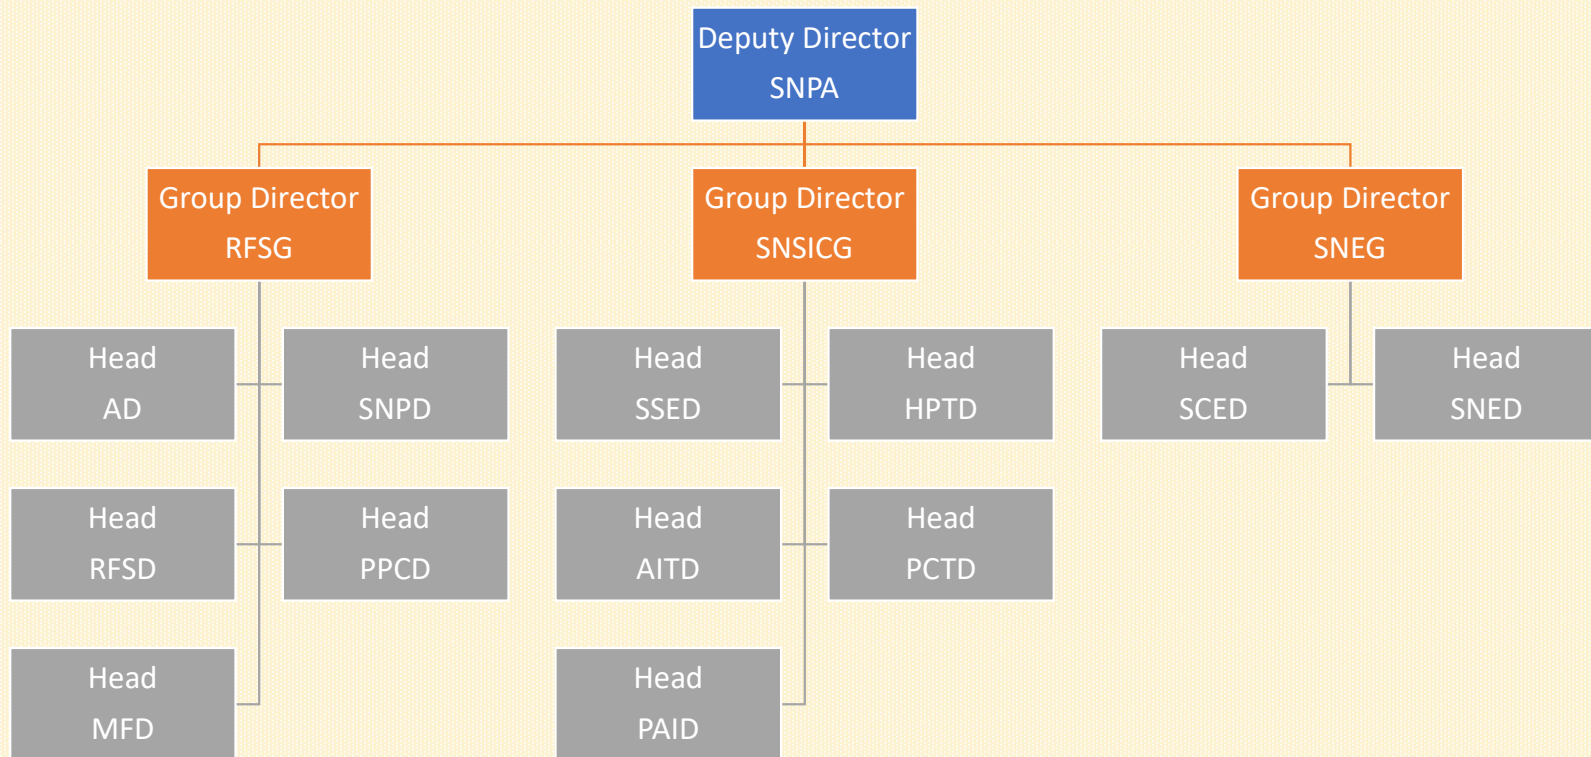 Deputy Director
SNPA
Group Director
RFSG
Group Director
SNSICG
Group Director
SNEG
Head
AD
Head
SNPD
Head
SSED
Head
HPTD
Head
SCED
Head
SNED
Head
RFSD
Head
PPCD
Head
AITD
Head
PCTD
Head
MFD
Head
PAID